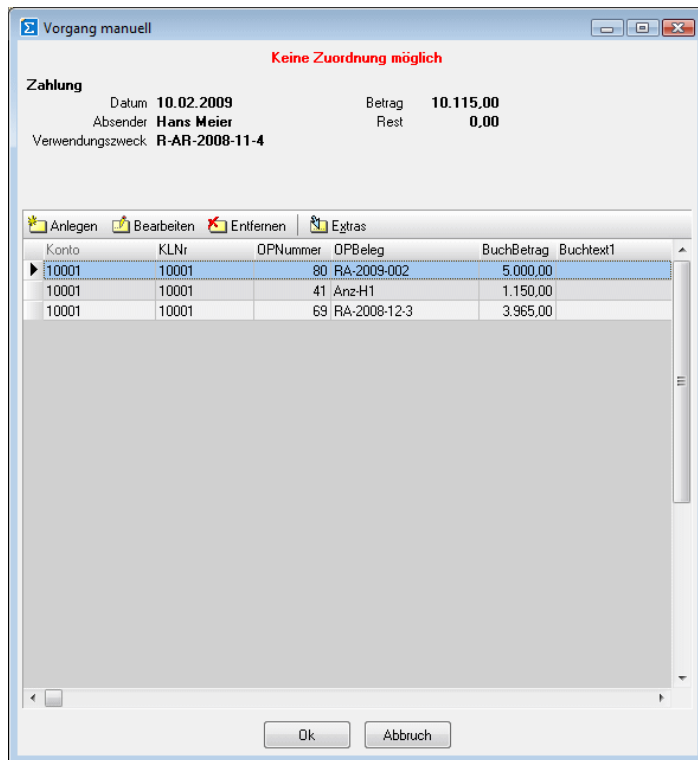 Vorgang manuell
Keine Zuordnung möglich
Zahlung
Datum 10.02.2009 Betrag 10.115,00
Absender Hans Meier Rest 0,00
Verwendungszweck R-AR-2008-11-4
Anlegen Bearbeiten Entfernen Extras
Konto KLNr OPNummer OPBeleg BuchBetrag Buchtext1
10001 10001 80 RA-2009-002 5.000,00
10001 10001 41 Anz-H1 1.150,00
10001 10001 69 RA-2008-12-3 3.965,00
Ok Abbruch